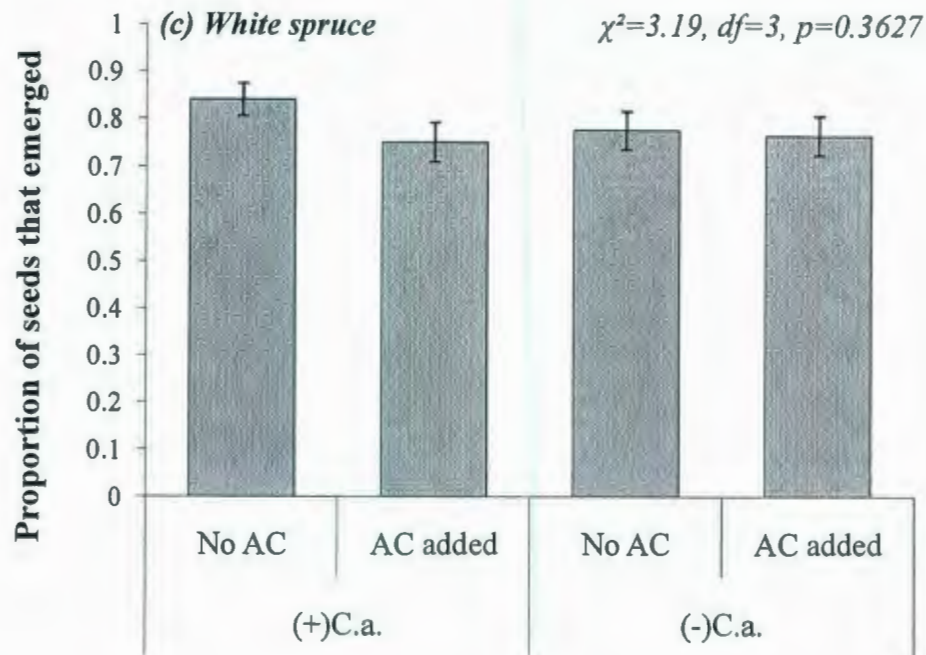 (c) White spruce
χ²=3.19, df=3, p=0.3627
Proportion of seeds that emerged
1
0.9
0.8
0.7
0.6
0.5
0.4
0.3
0.2
0.1
0
No AC
AC added
No AC
AC added
(+)C.a.
(-)C.a.